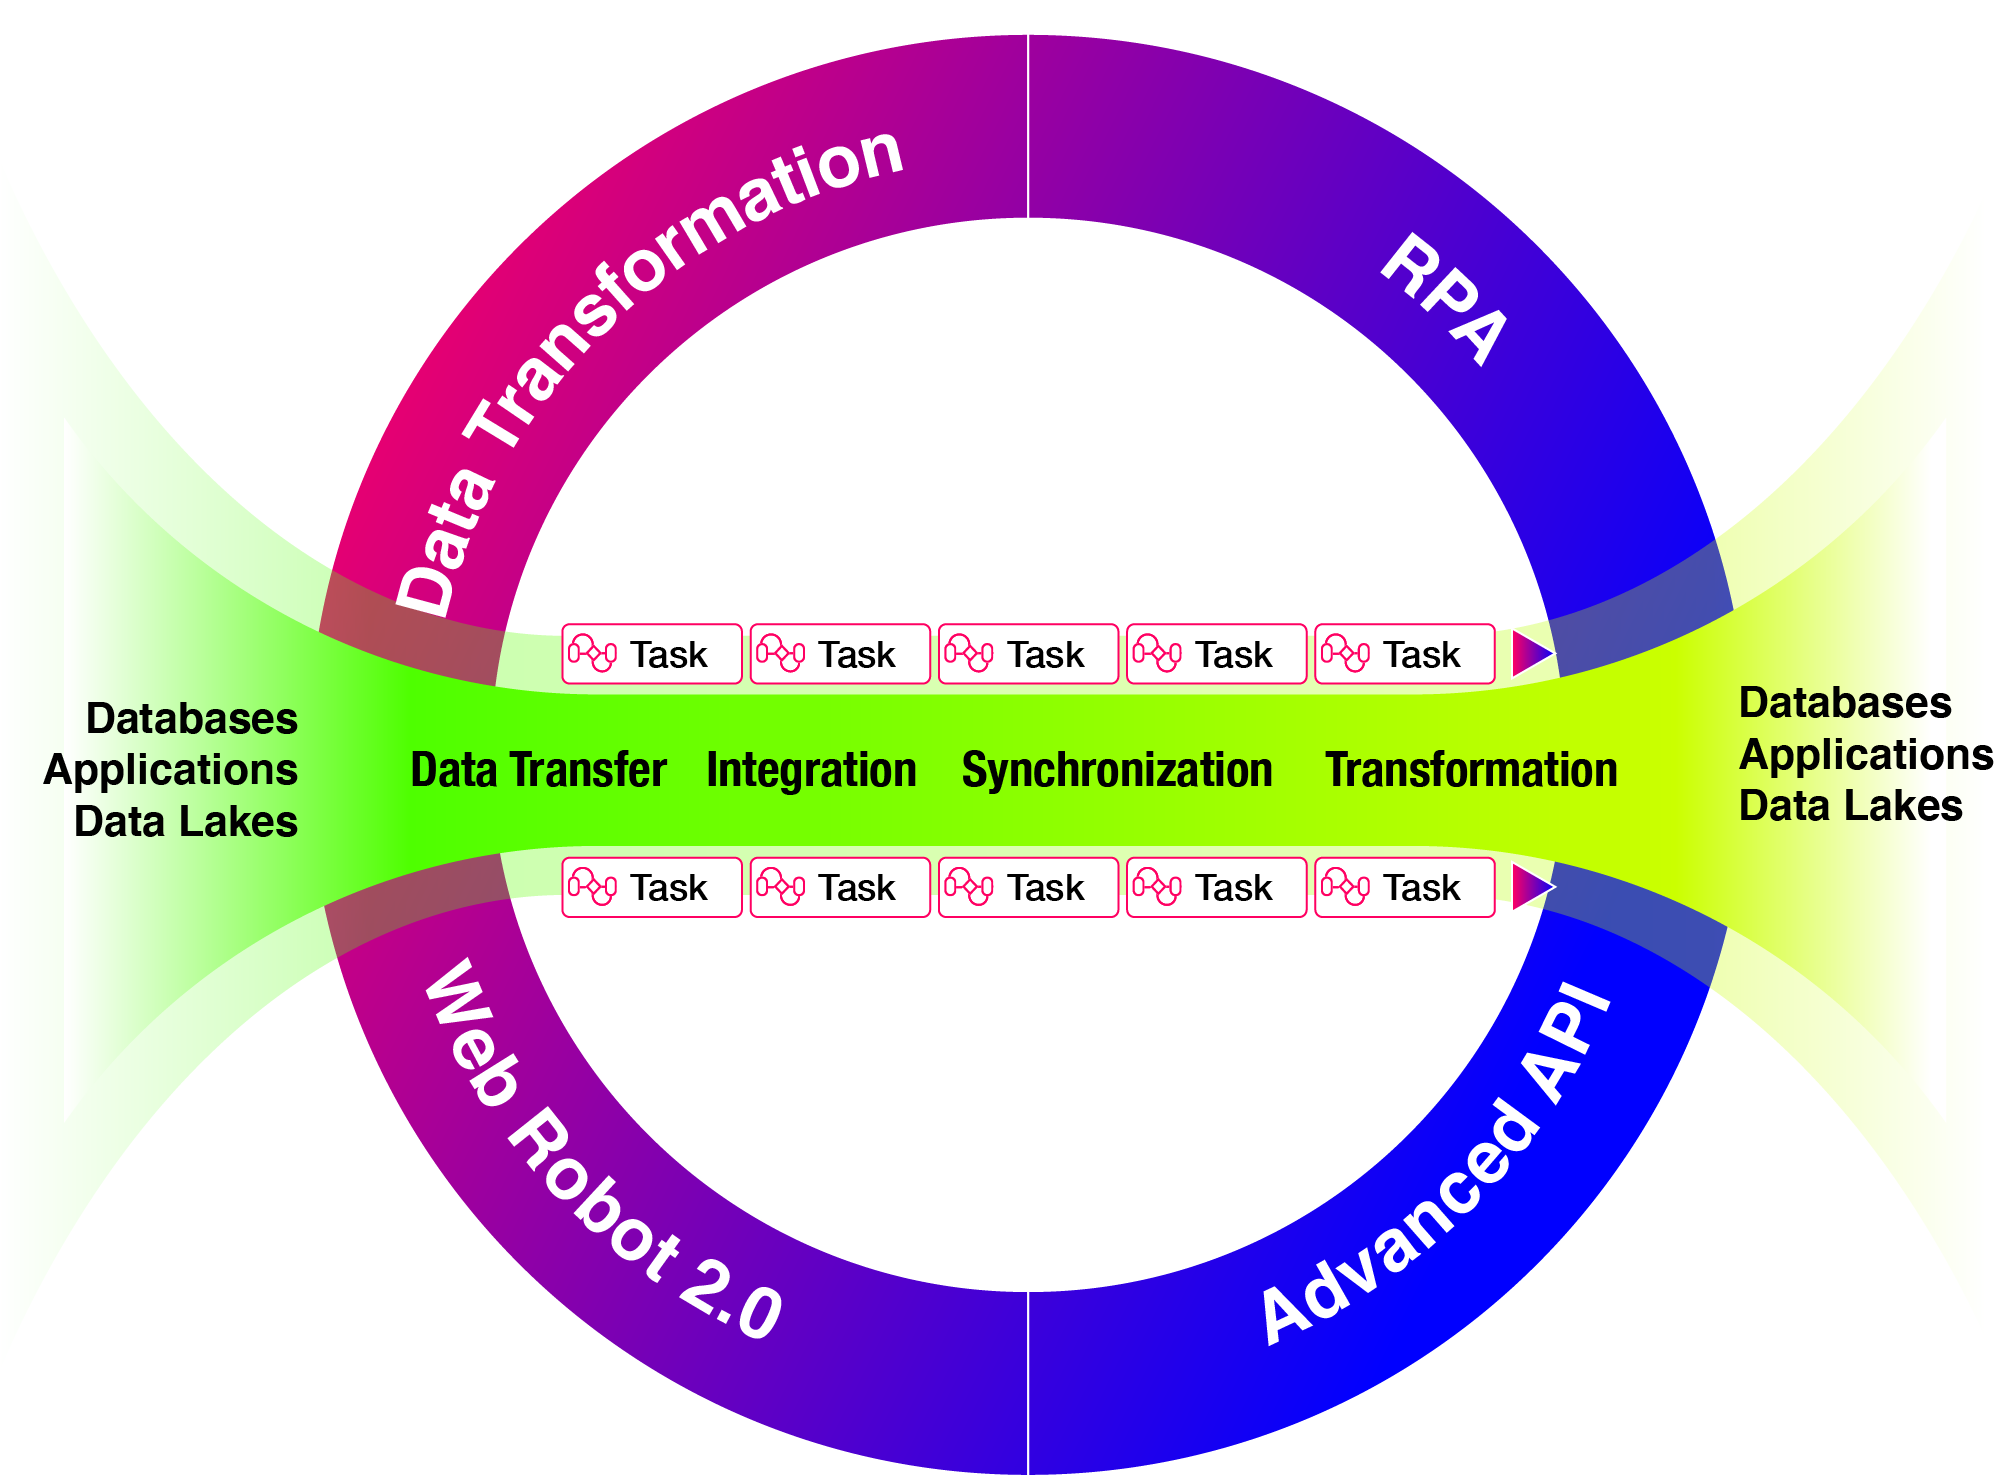 Data Transformation
RPA
Task
Task
Task
Task
Task
Databases
Applications
Data Lakes
Data Transfer
Integration
Synchronization
Transformation
Databases
Applications
Data Lakes
Task
Task
Task
Task
Task
Web Robot 2.0
Advanced API